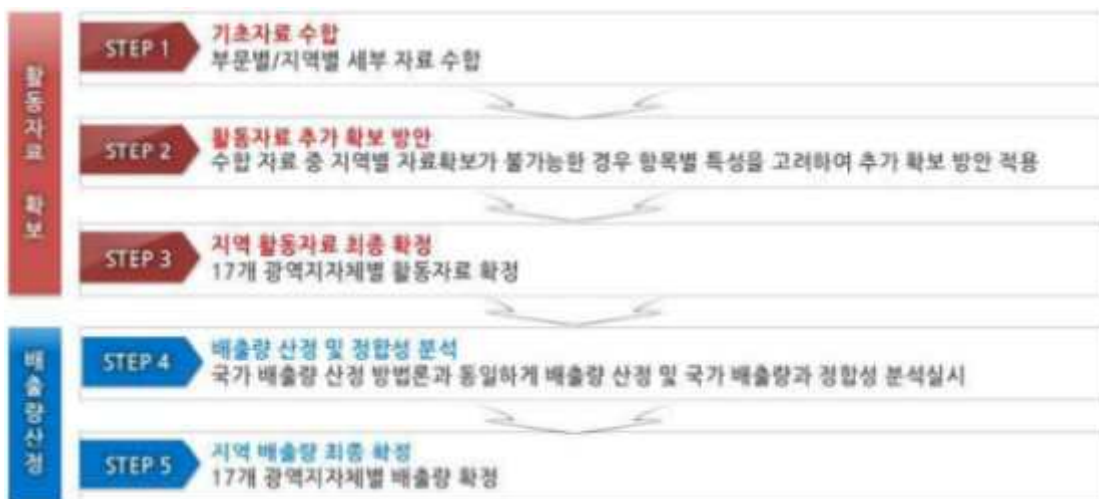 활동자료 확보
STEP 1
기초자료 수합
부문별/지역별 세부 자료 수합
STEP 2
활동자료 추가 확보 방안
수합 자료 중 지역별 자료확보가 불가능한 경우 항목별 특성을 고려하여 추가 확보 방안 적용
STEP 3
지역 활동자료 최종 확정
17개 광역지자체별 활동자료 확정
배출량산정
STEP 4
배출량 산정 및 정합성 분석
국가 배출량 산정 방법론과 동일하게 배출량 산정 및 국가 배출량과 정합성 분석실시
STEP 5
지역 배출량 최종 확정
17개 광역지자체별 배출량 확정